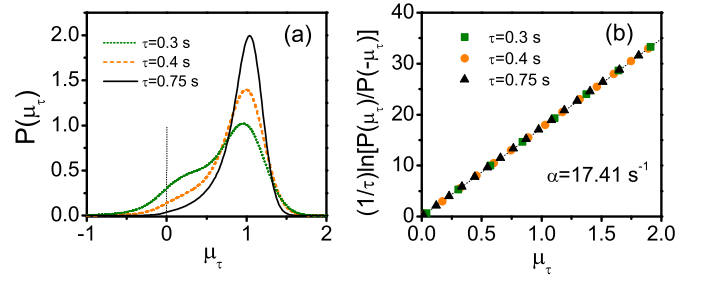 (a)
τ=0.3 s
τ=0.4 s
τ=0.75 s
P(μτ)
2.0
1.5
1.0
0.5
0.0
-1 0 1 2
μτ
(b)
τ=0.3 s
τ=0.4 s
τ=0.75 s
(1/τ)ln[P(μτ)/P(-μτ)]
40
30
20
10
0
α=17.41 s⁻¹
0.0 0.5 1.0 1.5 2.0
μτ